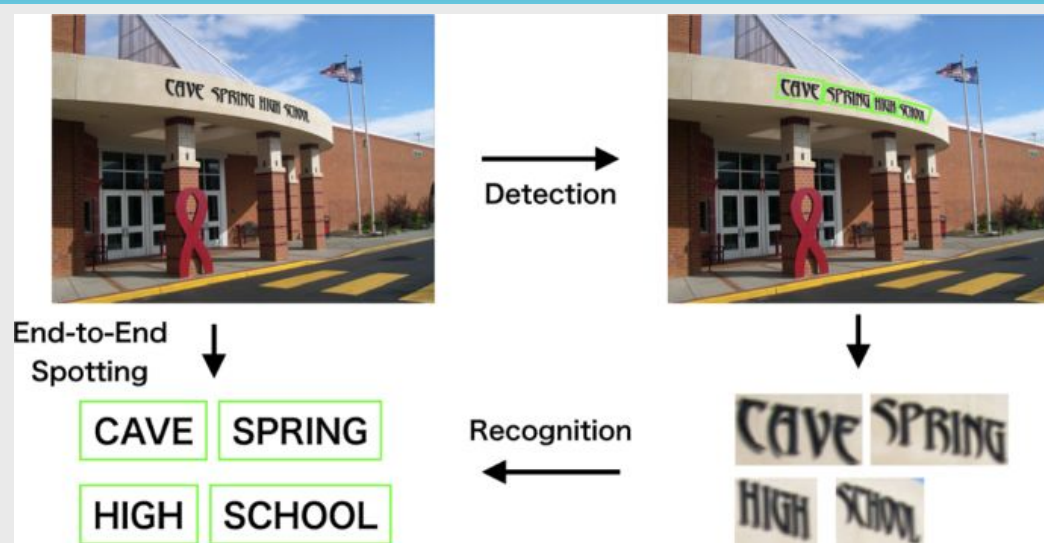 CAVE SPRING HIGH SCHOOL
CAVE SPRING HIGH SCHOOL
Detection
End-to-End
Spotting
CAVE SPRING
HIGH SCHOOL
Recognition
CAVE SPRING
HIGH SCHOOL